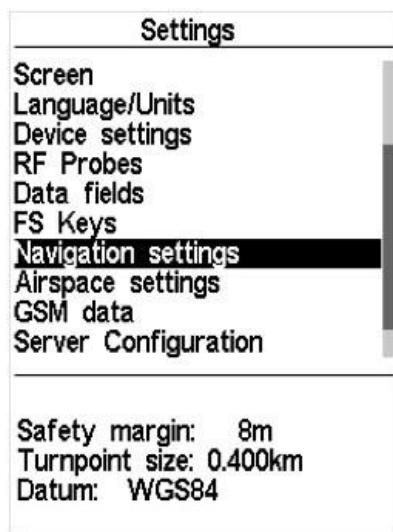 Settings
Screen
Language/Units
Device settings
RF Probes
Data fields
FS Keys
Navigation settings
Airspace settings
GSM data
Server Configuration
Safety margin: 8m
Turnpoint size: 0.400km
Datum: WGS84